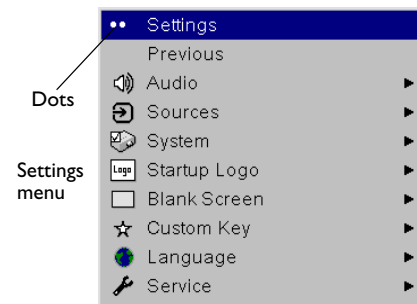 Settings
Previous
Dots
Audio
Sources
System
Settings
menu
Logo
Startup Logo
Blank Screen
Custom Key
Language
Service